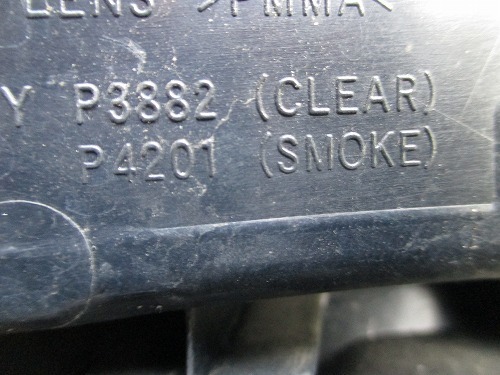 LENS >PMMA<
Y P3882 (CLEAR)
P4201 (SMOKE)